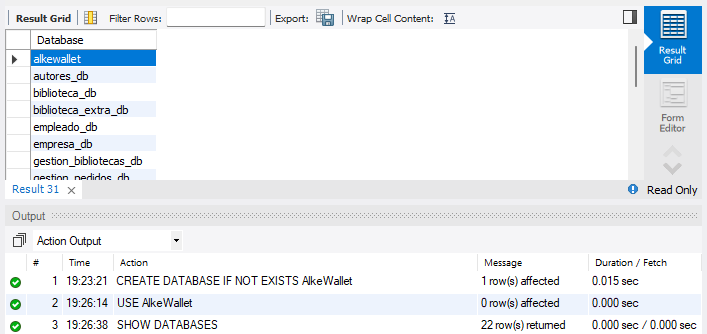 Result Grid Filter Rows: Export: Wrap Cell Content: IA
Result Grid
Form Editor
Database
alkewallet
autores_db
biblioteca_db
biblioteca_extra_db
empleado_db
empresa_db
gestion_bibliotecas_db
gestion_pedidos_db
Result 31 × Read Only
Output
Action Output
# Time Action Message Duration / Fetch
1 19:23:21 CREATE DATABASE IF NOT EXISTS AlkeWallet 1 row(s) affected 0.015 sec
2 19:26:14 USE AlkeWallet 0 row(s) affected 0.000 sec
3 19:26:38 SHOW DATABASES 22 row(s) returned 0.000 sec / 0.000 sec